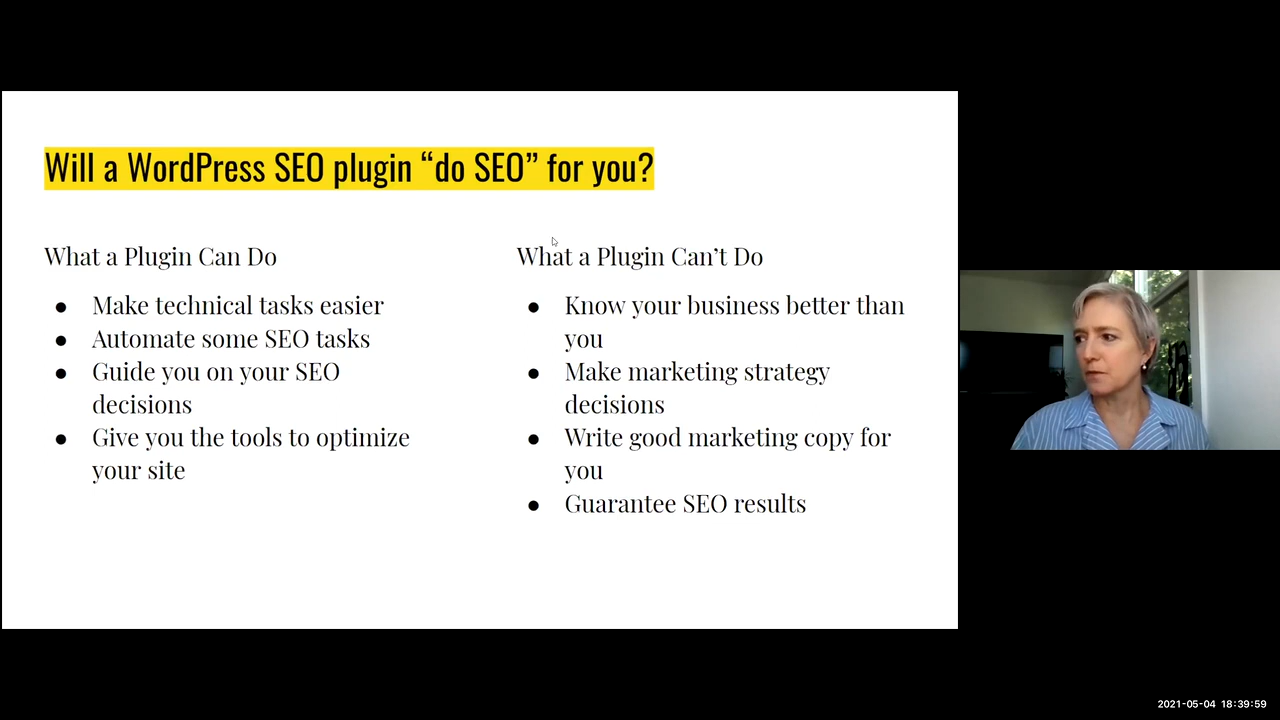 Will a WordPress SEO plugin “do SEO” for you?
What a Plugin Can Do
● Make technical tasks easier
● Automate some SEO tasks
● Guide you on your SEO
decisions
● Give you the tools to optimize
your site
What a Plugin Can’t Do
● Know your business better than
you
● Make marketing strategy
decisions
● Write good marketing copy for
you
● Guarantee SEO results
2021-05-04 18:39:59